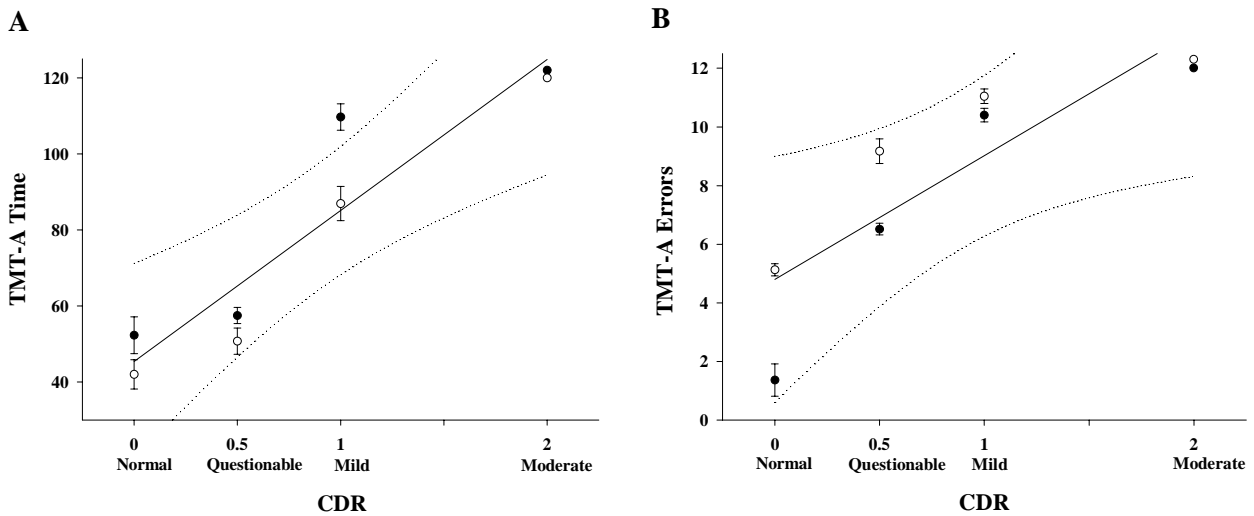 A
TMT-A Time
120
100
80
60
40
0 0.5 1 2
Normal Questionable Mild Moderate
CDR
B
TMT-A Errors
12
10
8
6
4
2
0
0 0.5 1 2
Normal Questionable Mild Moderate
CDR